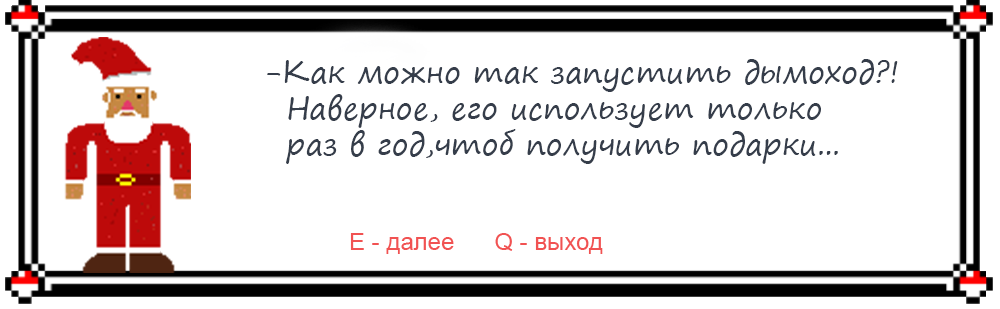 -Как можно так запустить дымоход?!
Наверное, его использует только
раз в год,чтоб получить подарки...
E - далее Q - выход